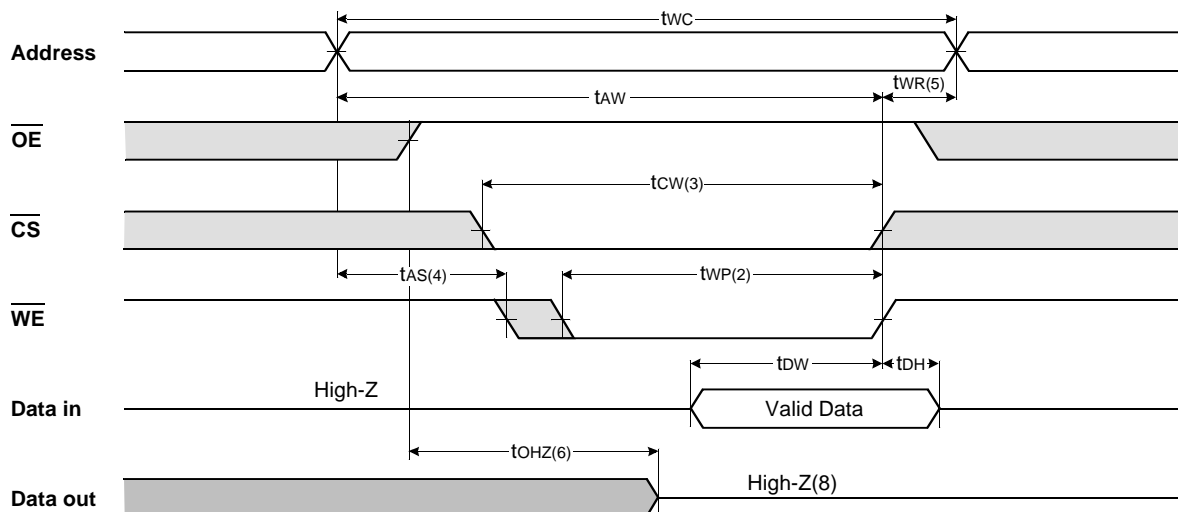 tWC
Address
tAW
tWR(5)
OE
tCW(3)
CS
tAS(4)
tWP(2)
WE
tDW
tDH
High-Z
Data in
Valid Data
tOHZ(6)
High-Z(8)
Data out